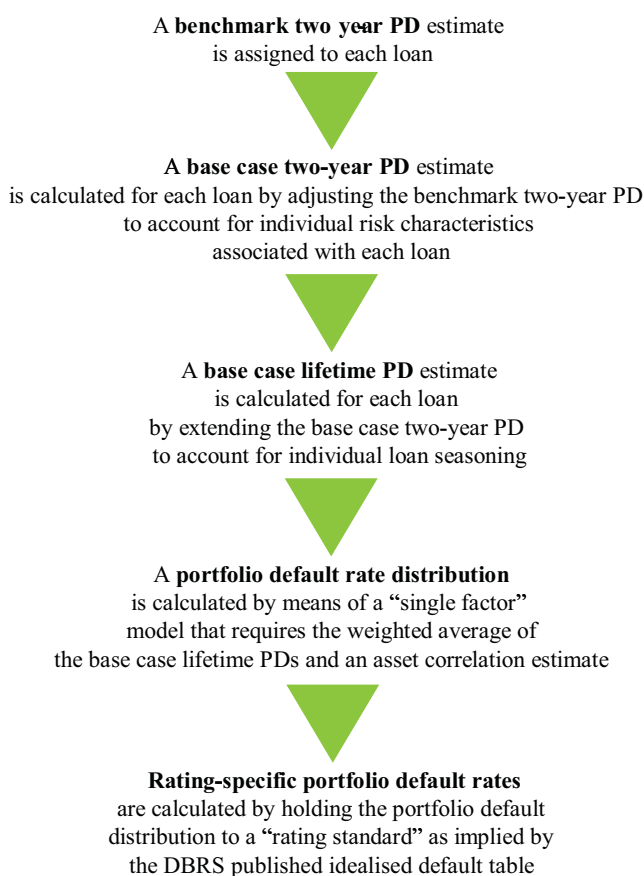 A benchmark two year PD estimate
is assigned to each loan
A base case two-year PD estimate
is calculated for each loan by adjusting the benchmark two-year PD
to account for individual risk characteristics
associated with each loan
A base case lifetime PD estimate
is calculated for each loan
by extending the base case two-year PD
to account for individual loan seasoning
A portfolio default rate distribution
is calculated by means of a “single factor”
model that requires the weighted average of
the base case lifetime PDs and an asset correlation estimate
Rating-specific portfolio default rates
are calculated by holding the portfolio default
distribution to a “rating standard” as implied by
the DBRS published idealised default table